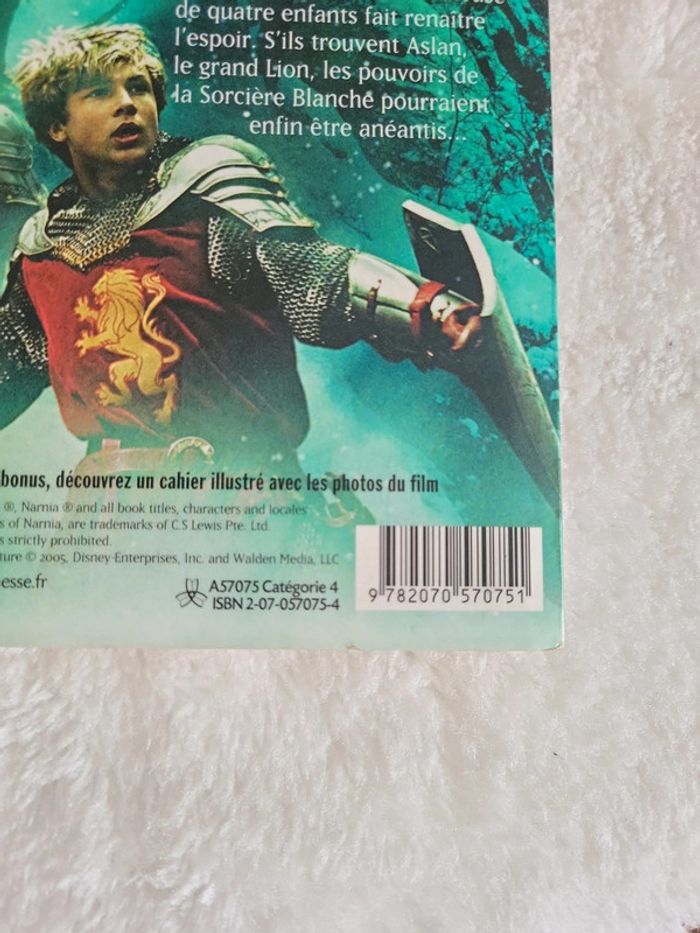 de quatre enfants fait renaître
l'espoir. S'ils trouvent Aslan,
le grand Lion, les pouvoirs de
la Sorcière Blanche pourraient
enfin être anéantis...
bonus, découvrez un cahier illustré avec les photos du film
®, Narnia ® and all book titles, characters and locales
s of Narnia, are trademarks of C.S Lewis Pte. Ltd.
s strictly prohibited.
ture © 2005, Disney Enterprises, Inc. and Walden Media, LLC
esse.fr
A57075 Catégorie 4
ISBN 2-07-057075-4
9 782070 570751